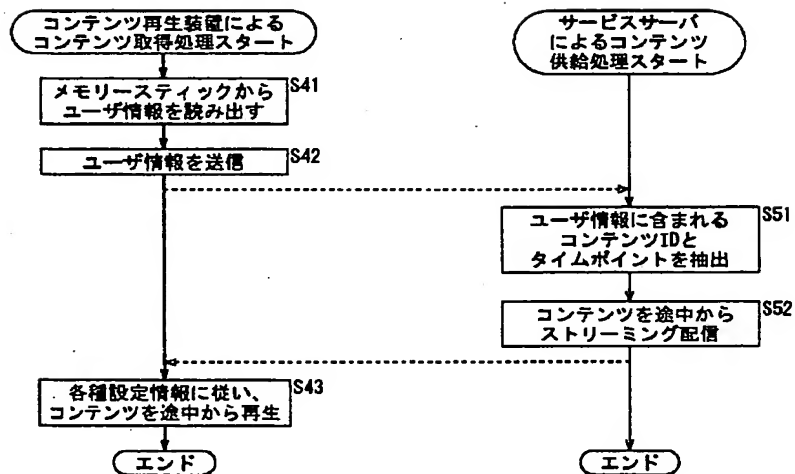 コンテンツ再生装置による
コンテンツ取得処理スタート
サービスサーバ
によるコンテンツ
供給処理スタート
メモリースティックから
ユーザ情報を読み出す
S41
ユーザ情報を送信
S42
ユーザ情報に含まれる
コンテンツIDと
タイムポイントを抽出
S51
コンテンツを途中から
ストリーミング配信
S52
各種設定情報に従い、
コンテンツを途中から再生
S43
エンド
エンド